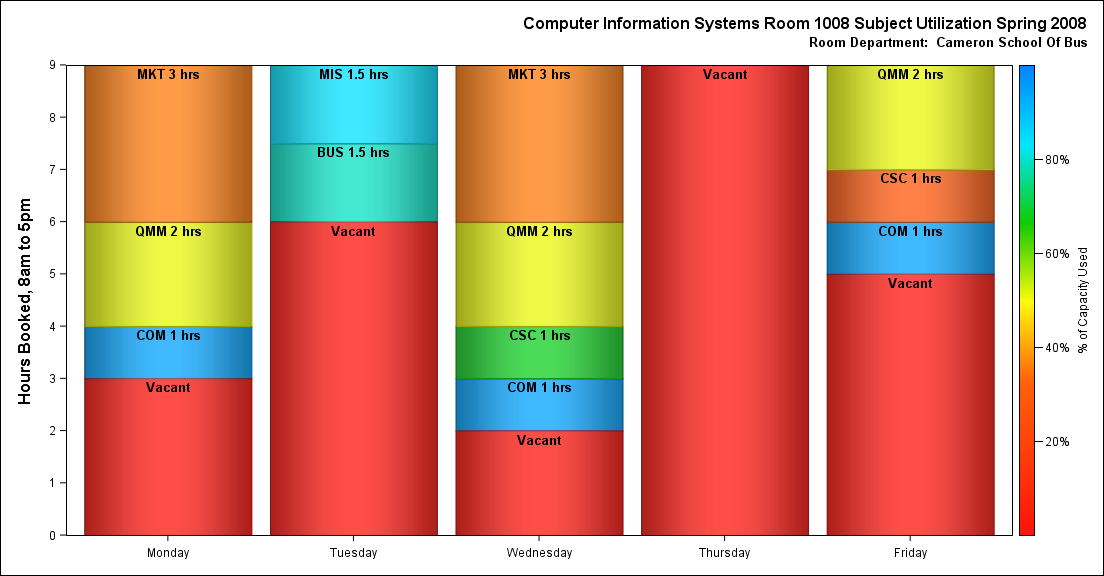 Computer Information Systems Room 1008 Subject Utilization Spring 2008
Room Department:  Cameron School Of Bus
Hours Booked, 8am to 5pm
9
8
7
6
5
4
3
2
1
0
MKT 3 hrs
QMM 2 hrs
COM 1 hrs
Vacant
MIS 1.5 hrs
BUS 1.5 hrs
Vacant
MKT 3 hrs
QMM 2 hrs
CSC 1 hrs
COM 1 hrs
Vacant
Vacant
QMM 2 hrs
CSC 1 hrs
COM 1 hrs
Vacant
Monday
Tuesday
Wednesday
Thursday
Friday
80%
60%
40%
20%
% of Capacity Used